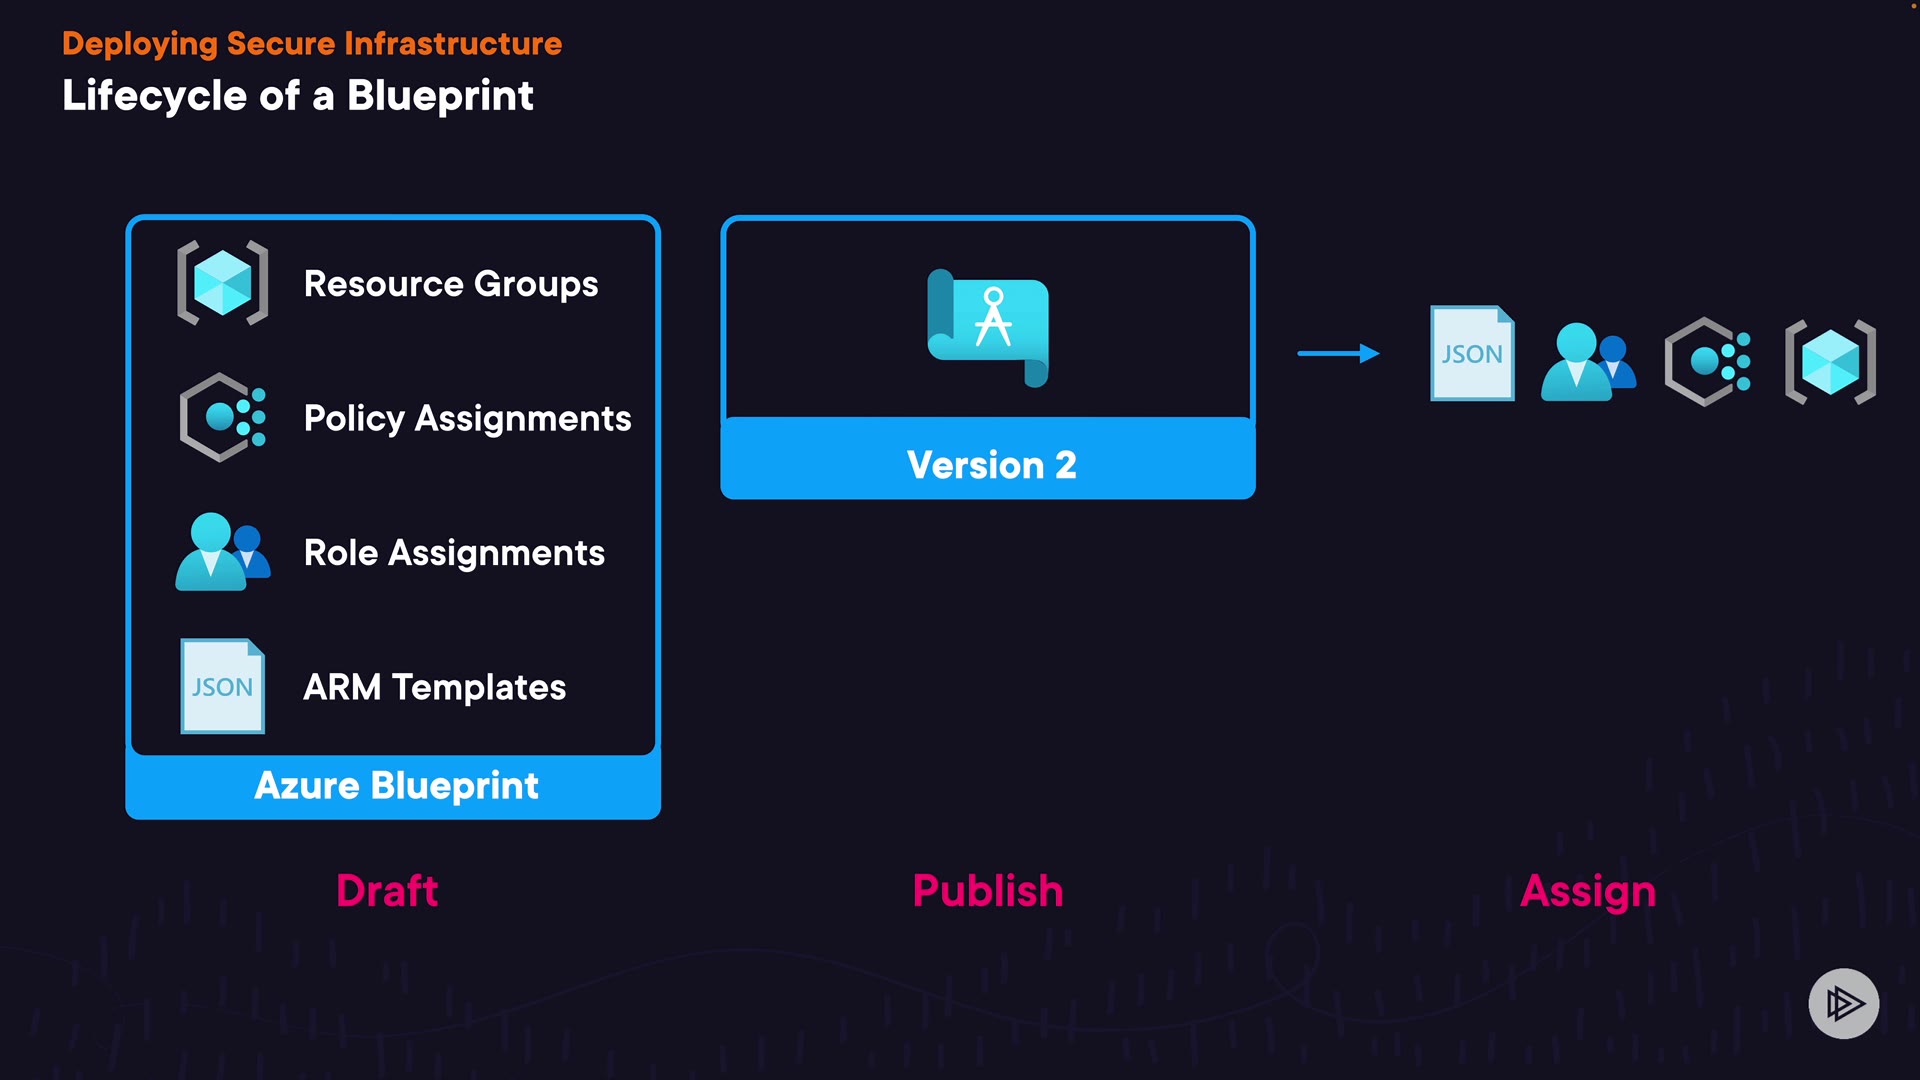 Deploying Secure Infrastructure
Lifecycle of a Blueprint
Resource Groups
Policy Assignments
Role Assignments
JSON
ARM Templates
Azure Blueprint
Version 2
JSON
Draft
Publish
Assign